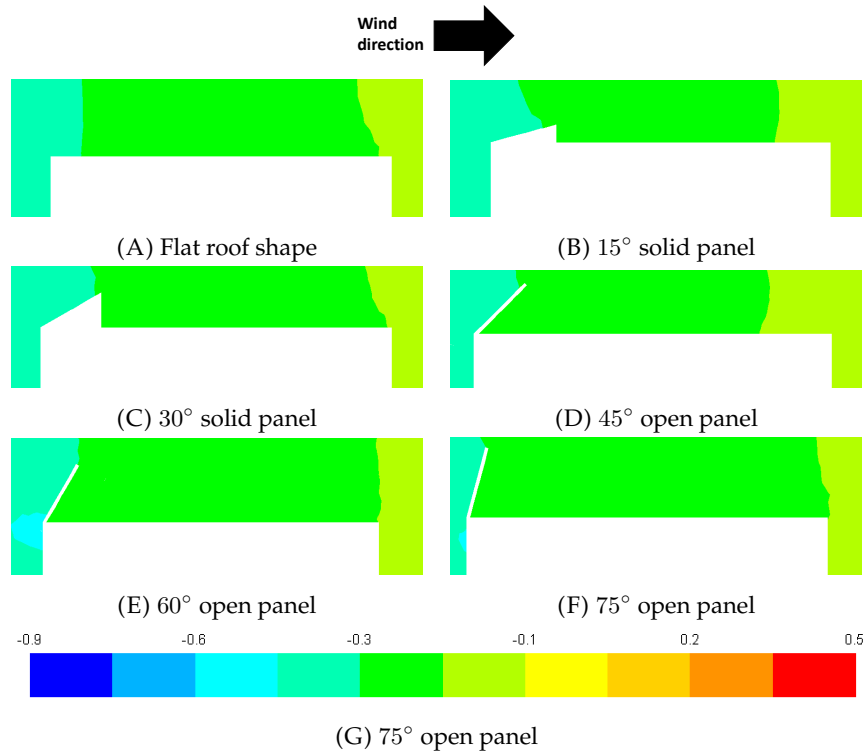 Wind
direction
(A) Flat roof shape
(B) 15° solid panel
(C) 30° solid panel
(D) 45° open panel
(E) 60° open panel
(F) 75° open panel
-0.9 -0.6 -0.3 -0.1 0.2 0.5
(G) 75° open panel